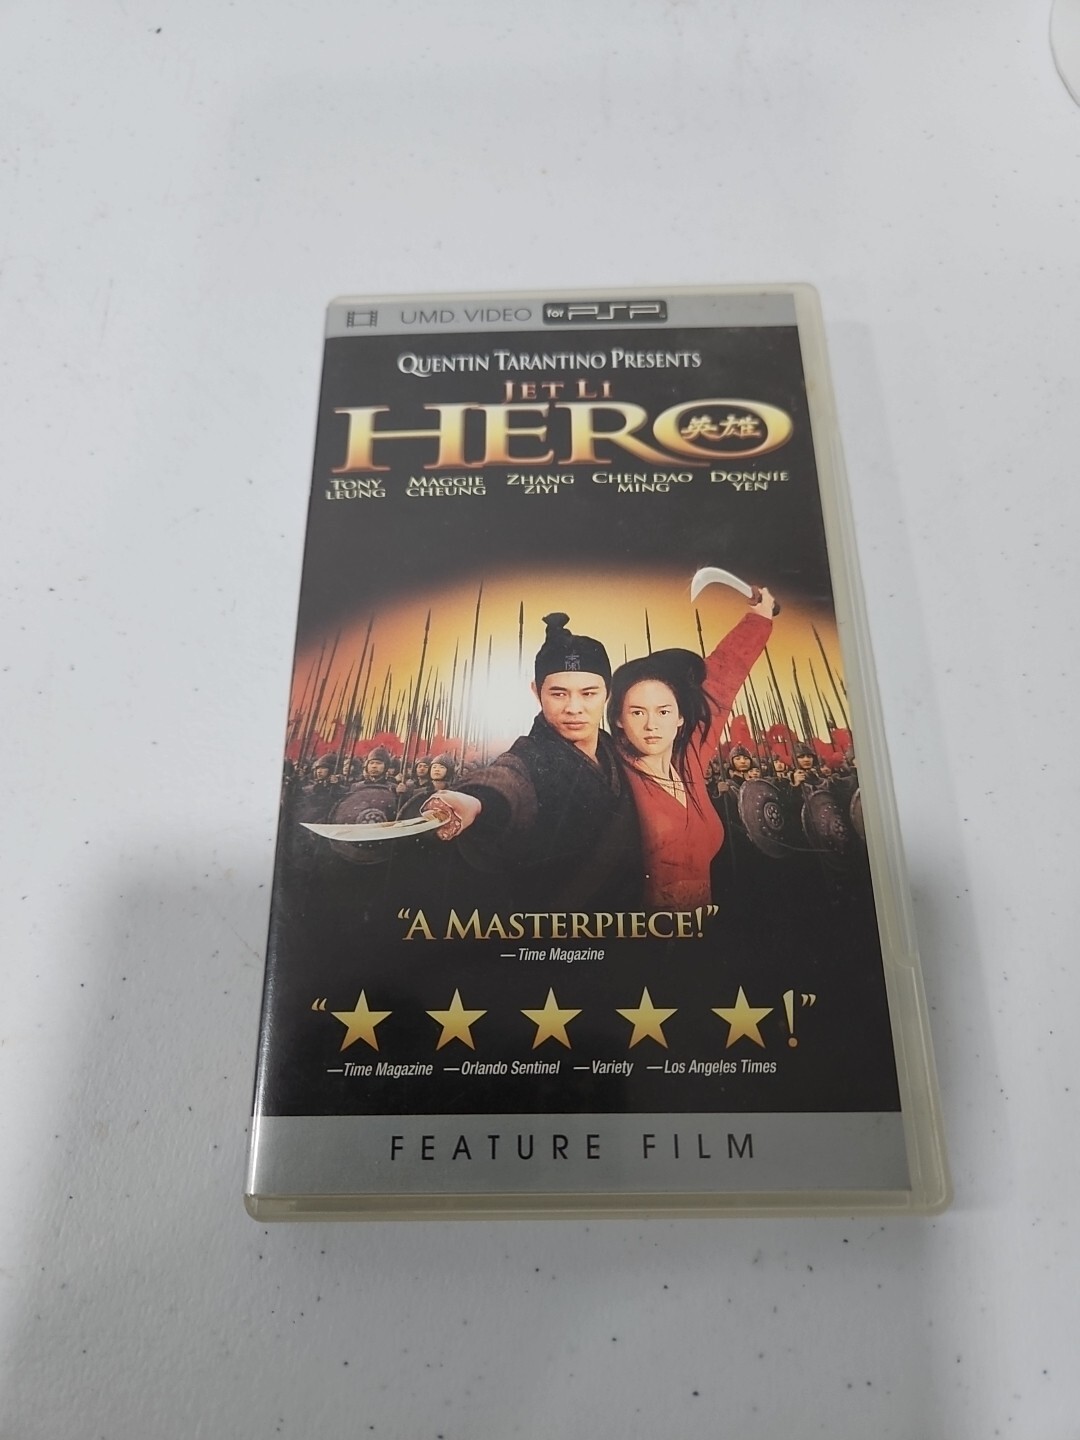 UMD. VIDEO for PSP
QUENTIN TARANTINO PRESENTS
JET LI
HERO 英雄
TONY LEUNG MAGGIE CHEUNG ZHANG ZIYI CHEN DAO MING DONNIE YEN
“A MASTERPIECE!”
—Time Magazine
“★ ★ ★ ★ ★!”
—Time Magazine —Orlando Sentinel —Variety —Los Angeles Times
FEATURE FILM